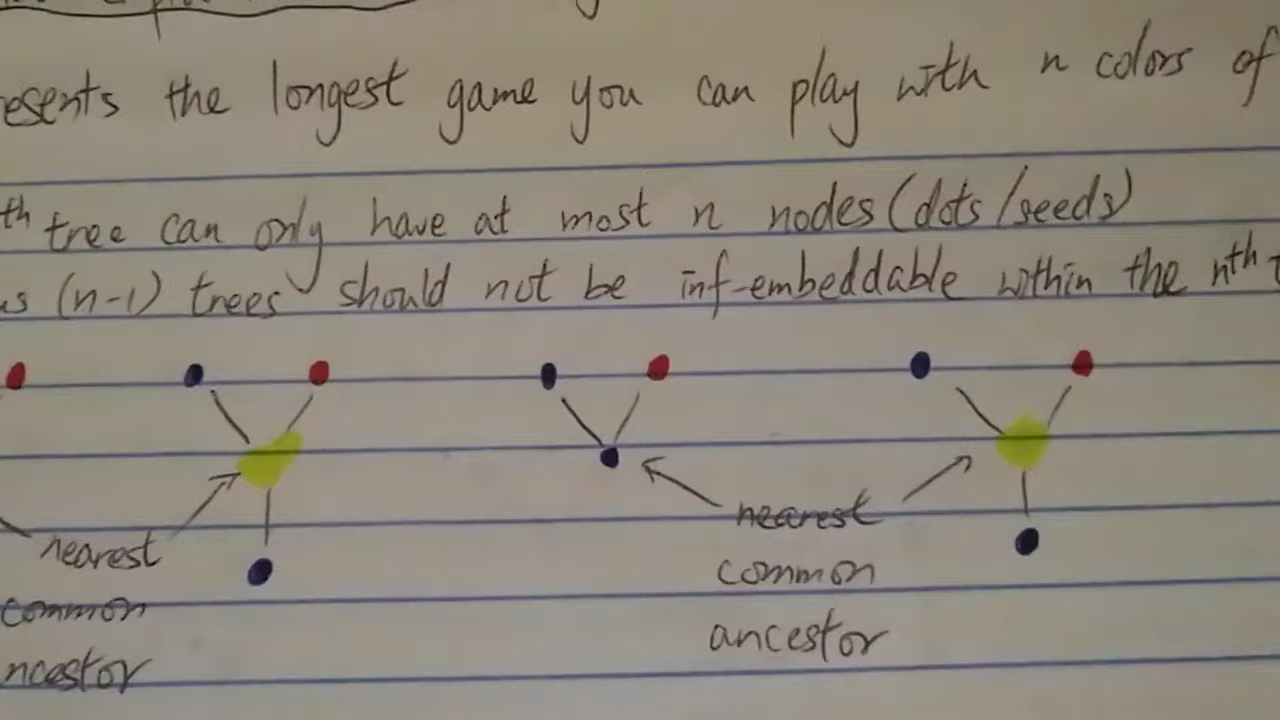 esents the longest game you can play with n colors of
th tree can only have at most n nodes (dots/seeds)
us (n-1) trees should not be inf-embeddable within the nth
nearest
common
ncestor
nearest
common
ancestor